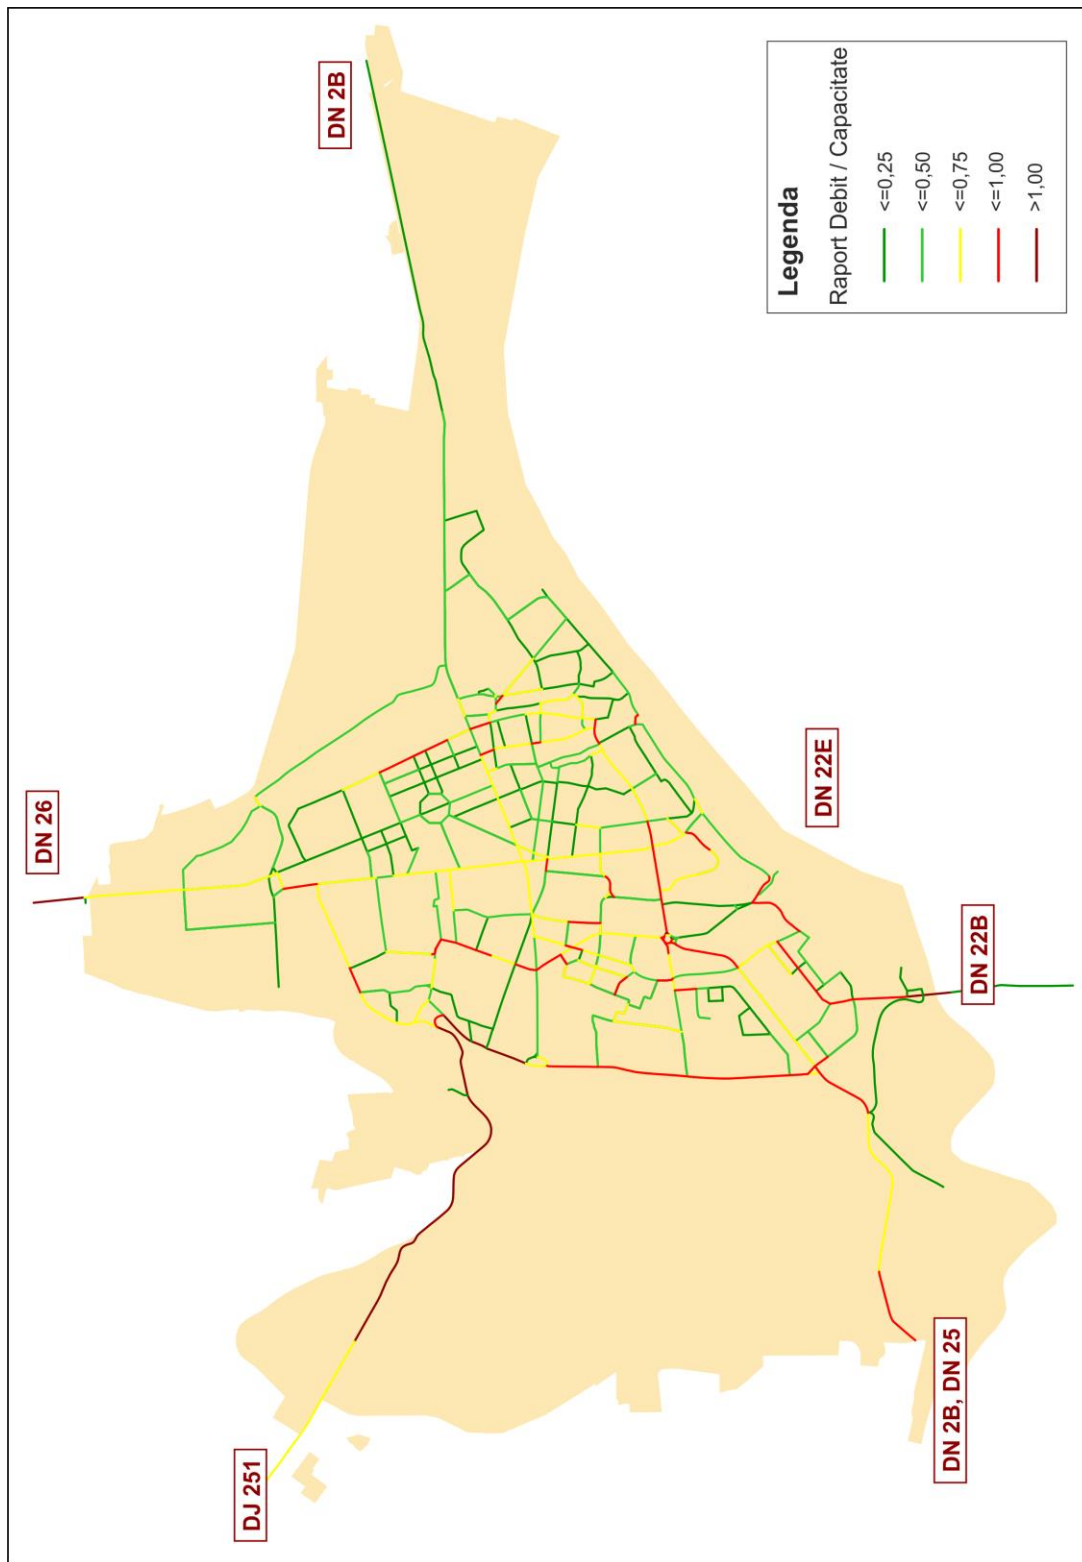 DJ 251
DN 26
DN 2B
DN 22E
DN 22B
DN 2B, DN 25
Legenda
Raport Debit / Capacitate
<=0,25
<=0,50
<=0,75
<=1,00
>1,00